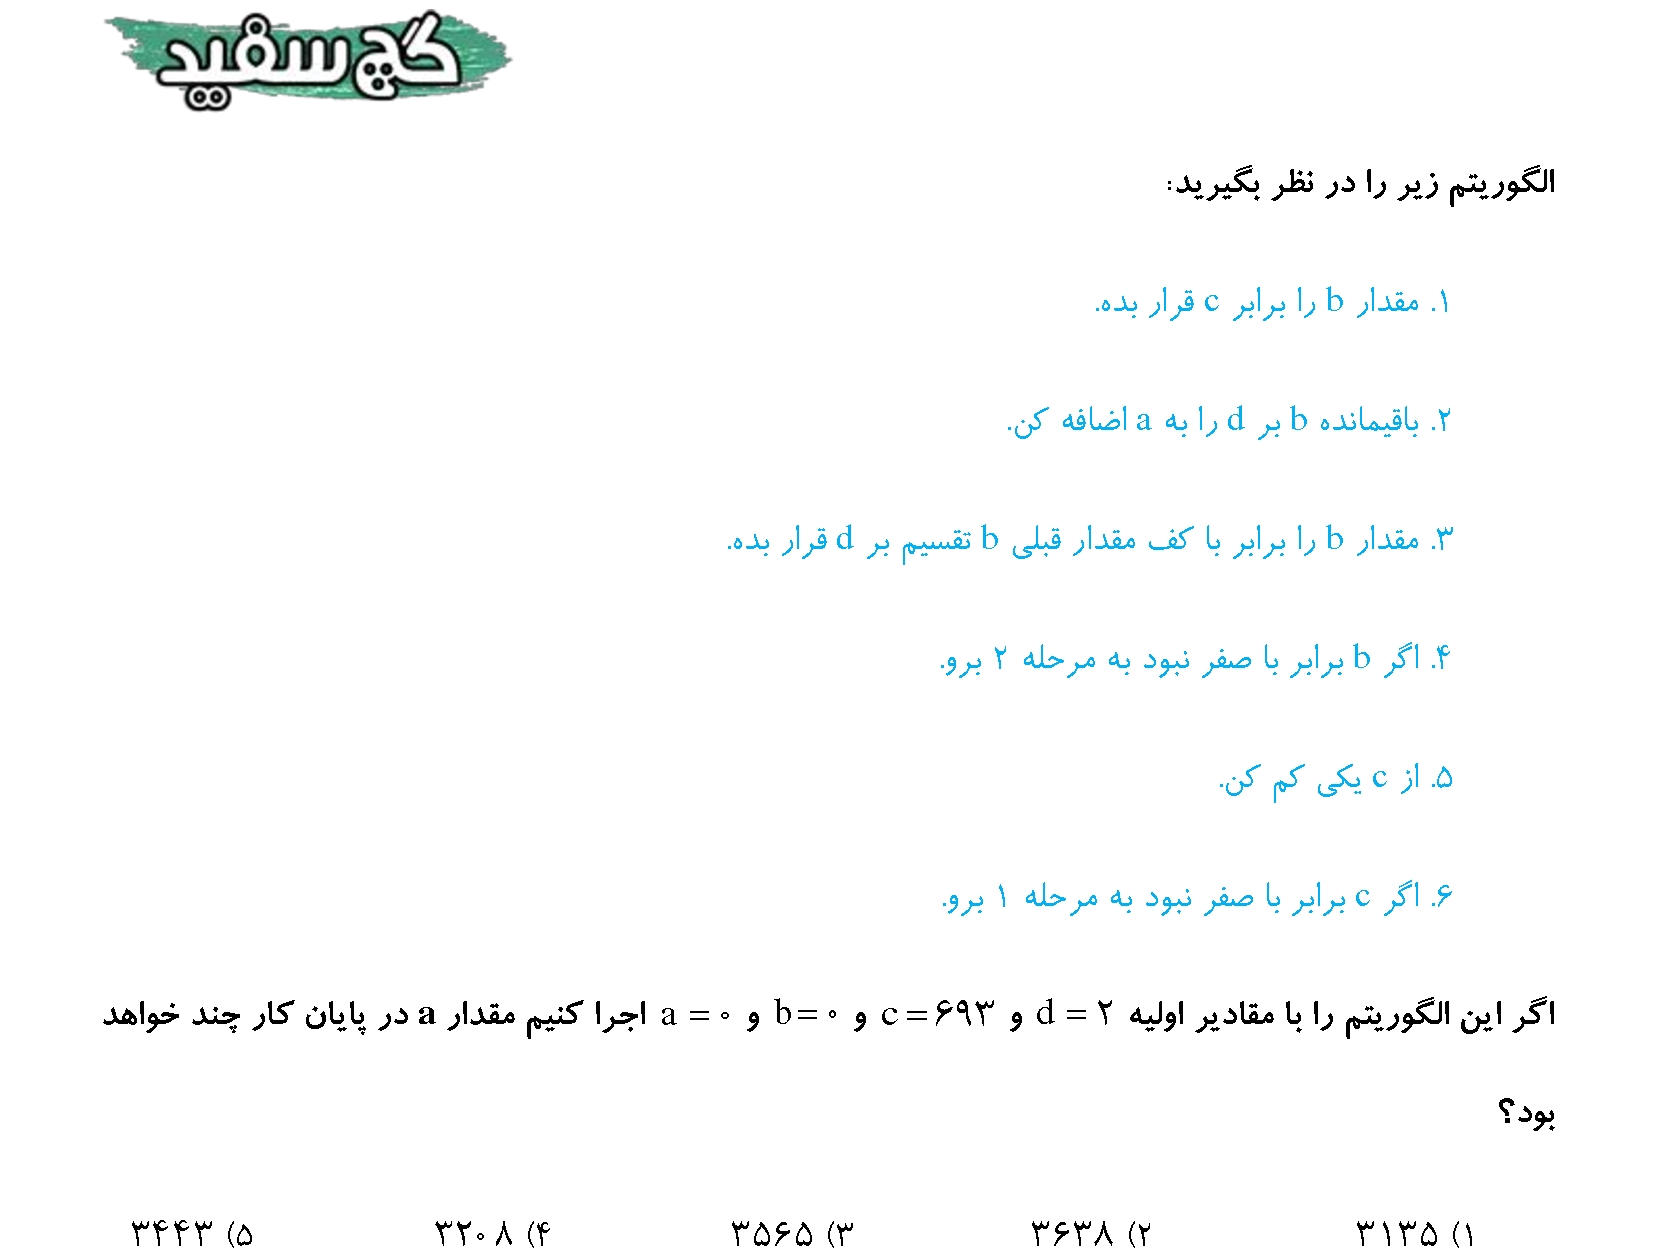 گچ سفید
الگوریتم زیر را در نظر بگیرید:
۱. مقدار b را برابر c قرار بده.
۲. باقیمانده b بر d را به a اضافه کن.
۳. مقدار b را برابر با کف مقدار قبلی b تقسیم بر d قرار بده.
۴. اگر b برابر با صفر نبود به مرحله ۲ برو.
۵. از c یکی کم کن.
۶. اگر c برابر با صفر نبود به مرحله ۱ برو.
اگر این الگوریتم را با مقادیر اولیه d = ۲ و c = ۶۹۳ و b = ۰ و a = ۰ اجرا کنیم مقدار a در پایان کار چند خواهد
بود؟
۱) ۳۱۳۵ ۲) ۳۶۳۸ ۳) ۳۵۶۵ ۴) ۳۲۰۸ ۵) ۳۴۴۳